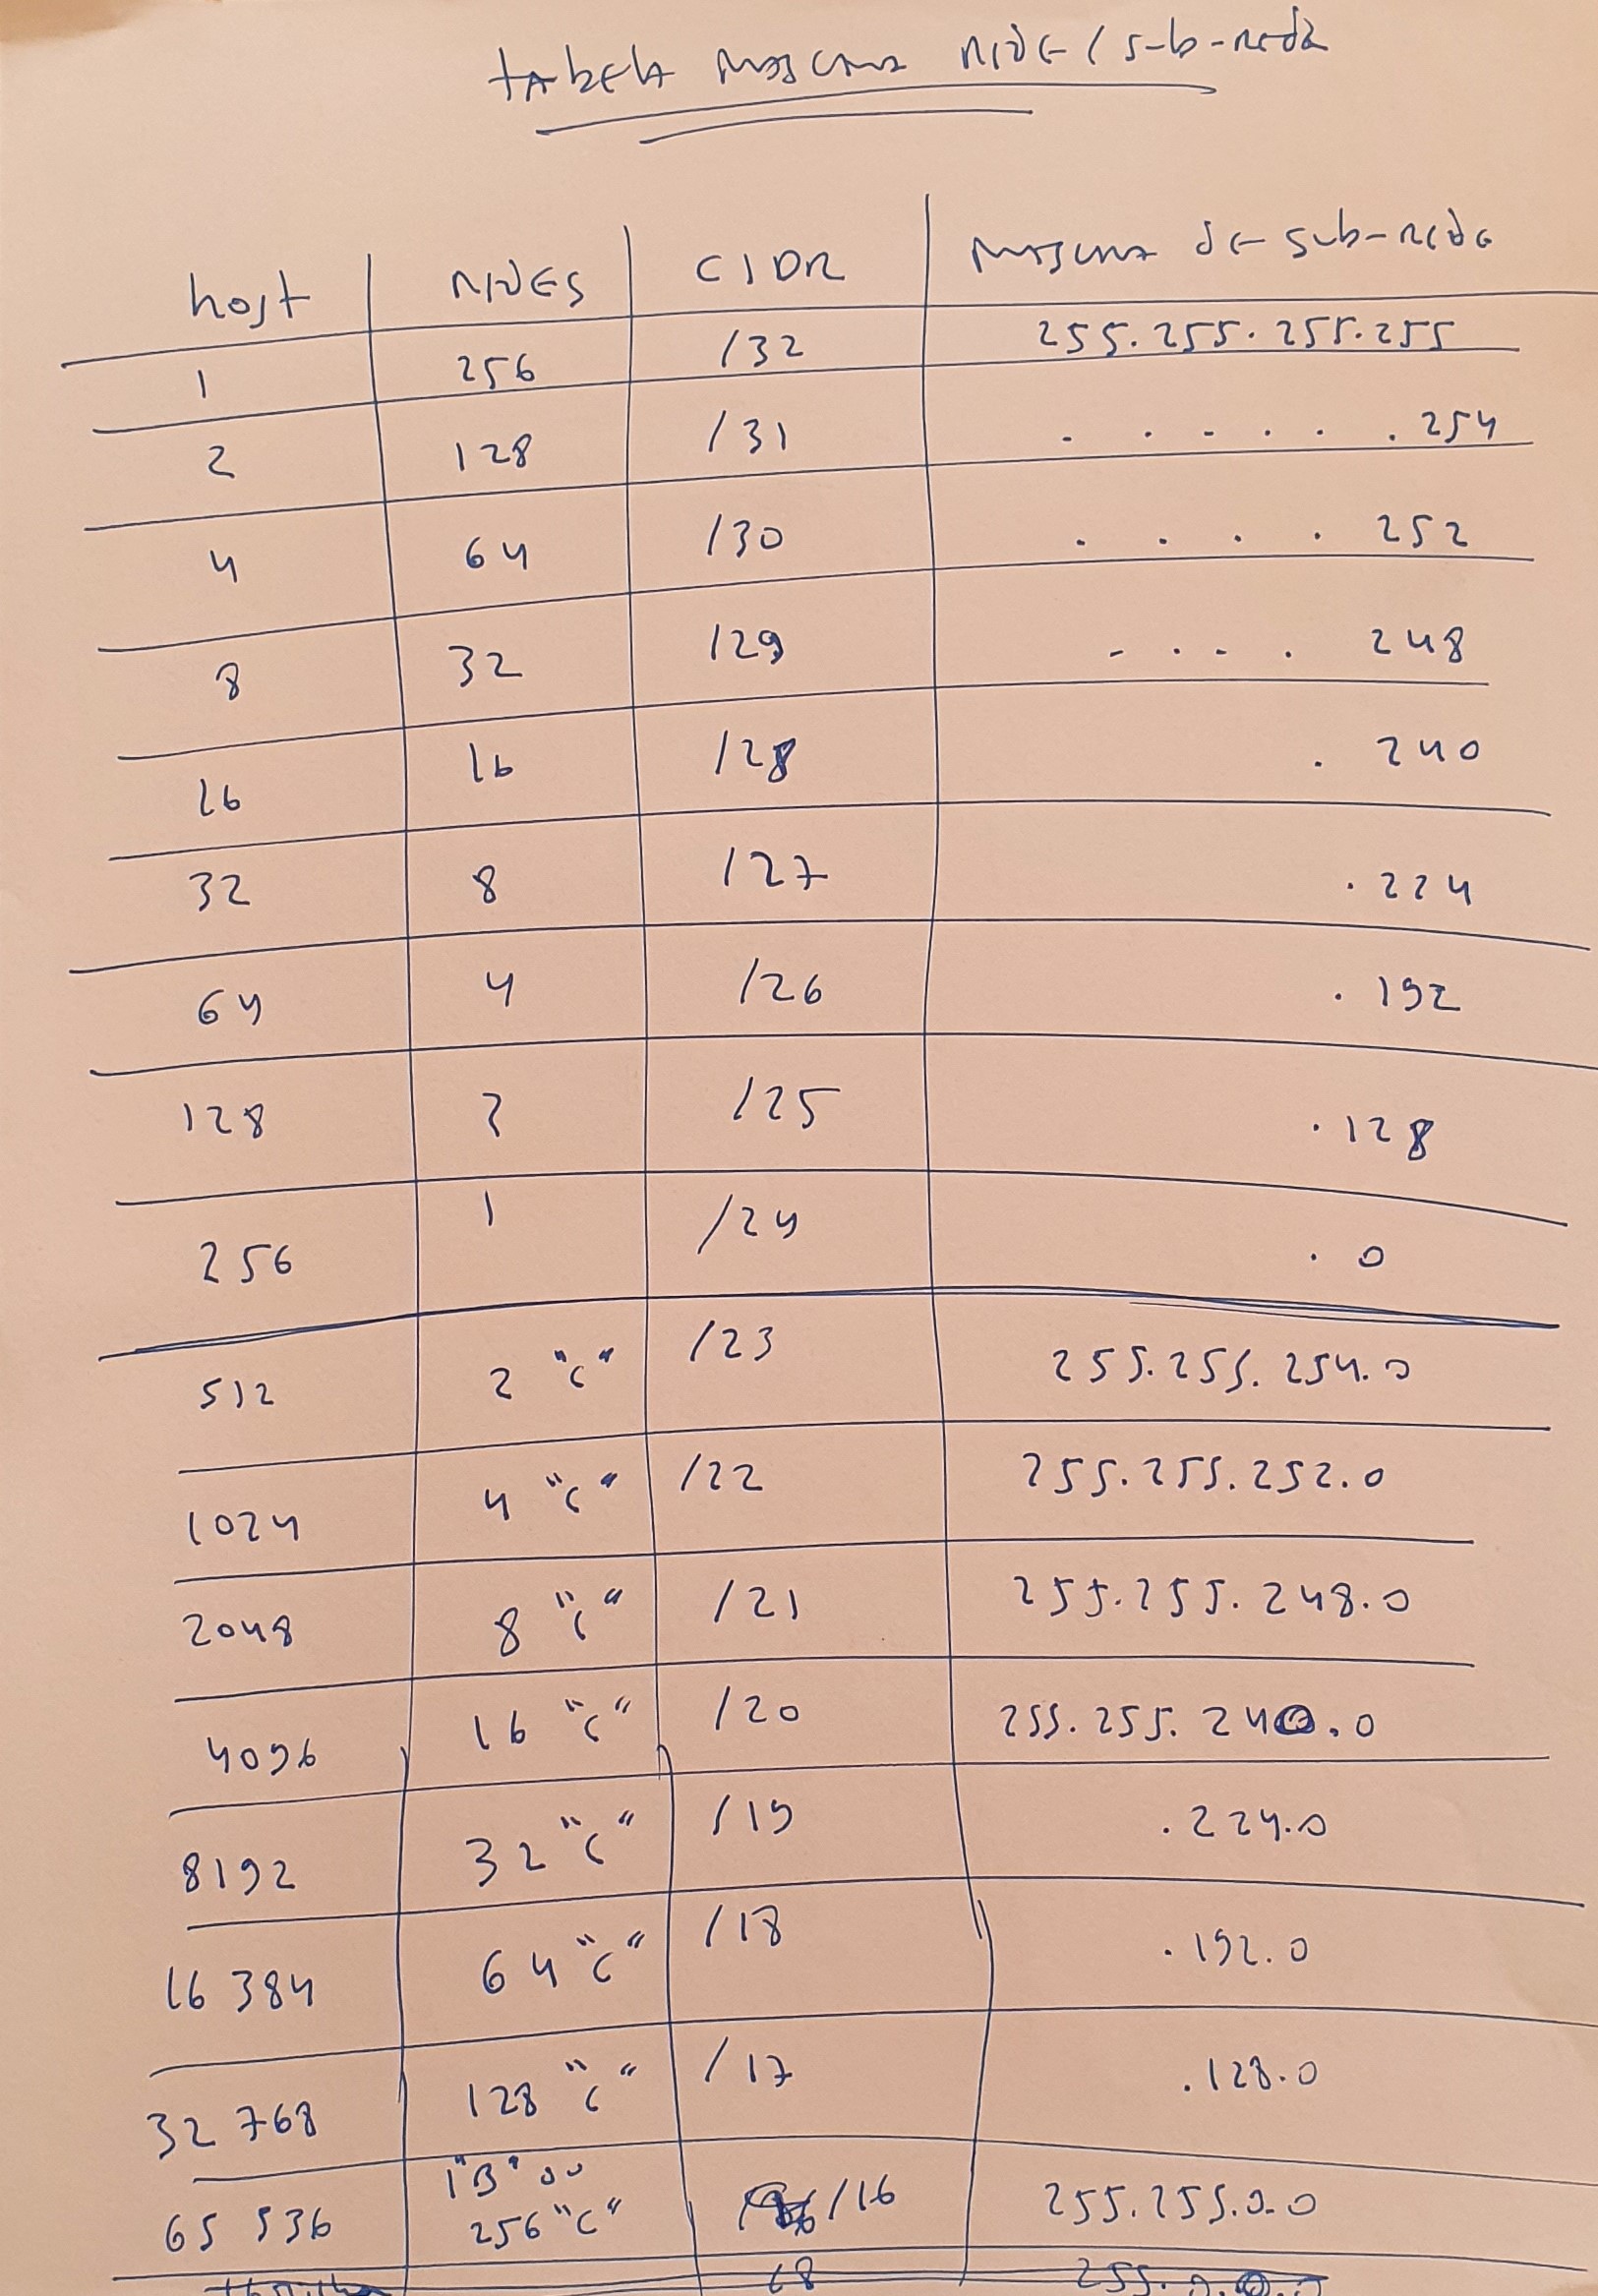 tabela mascara rede / sub-rede
host redes CIDR mascara de sub-rede
1 256 /32 255.255.255.255
2 128 /31 . . . . . . 254
4 64 /30 . . . . 252
8 32 /29 . . . . 248
16 16 /28 . 240
32 8 /27 . 224
64 4 /26 . 192
128 2 /25 . 128
256 1 /24 . 0
512 2 "C" /23 255.255.254.0
1024 4 "C" /22 255.255.252.0
2048 8 "C" /21 255.255.248.0
4096 16 "C" /20 255.255.240.0
8192 32 "C" /19 .224.0
16 384 64 "C" /18 .192.0
32 768 128 "C" /17 .128.0
1 "B" ou
65 536 256 "C" /16 255.255.0.0
/8 255.0.0.0